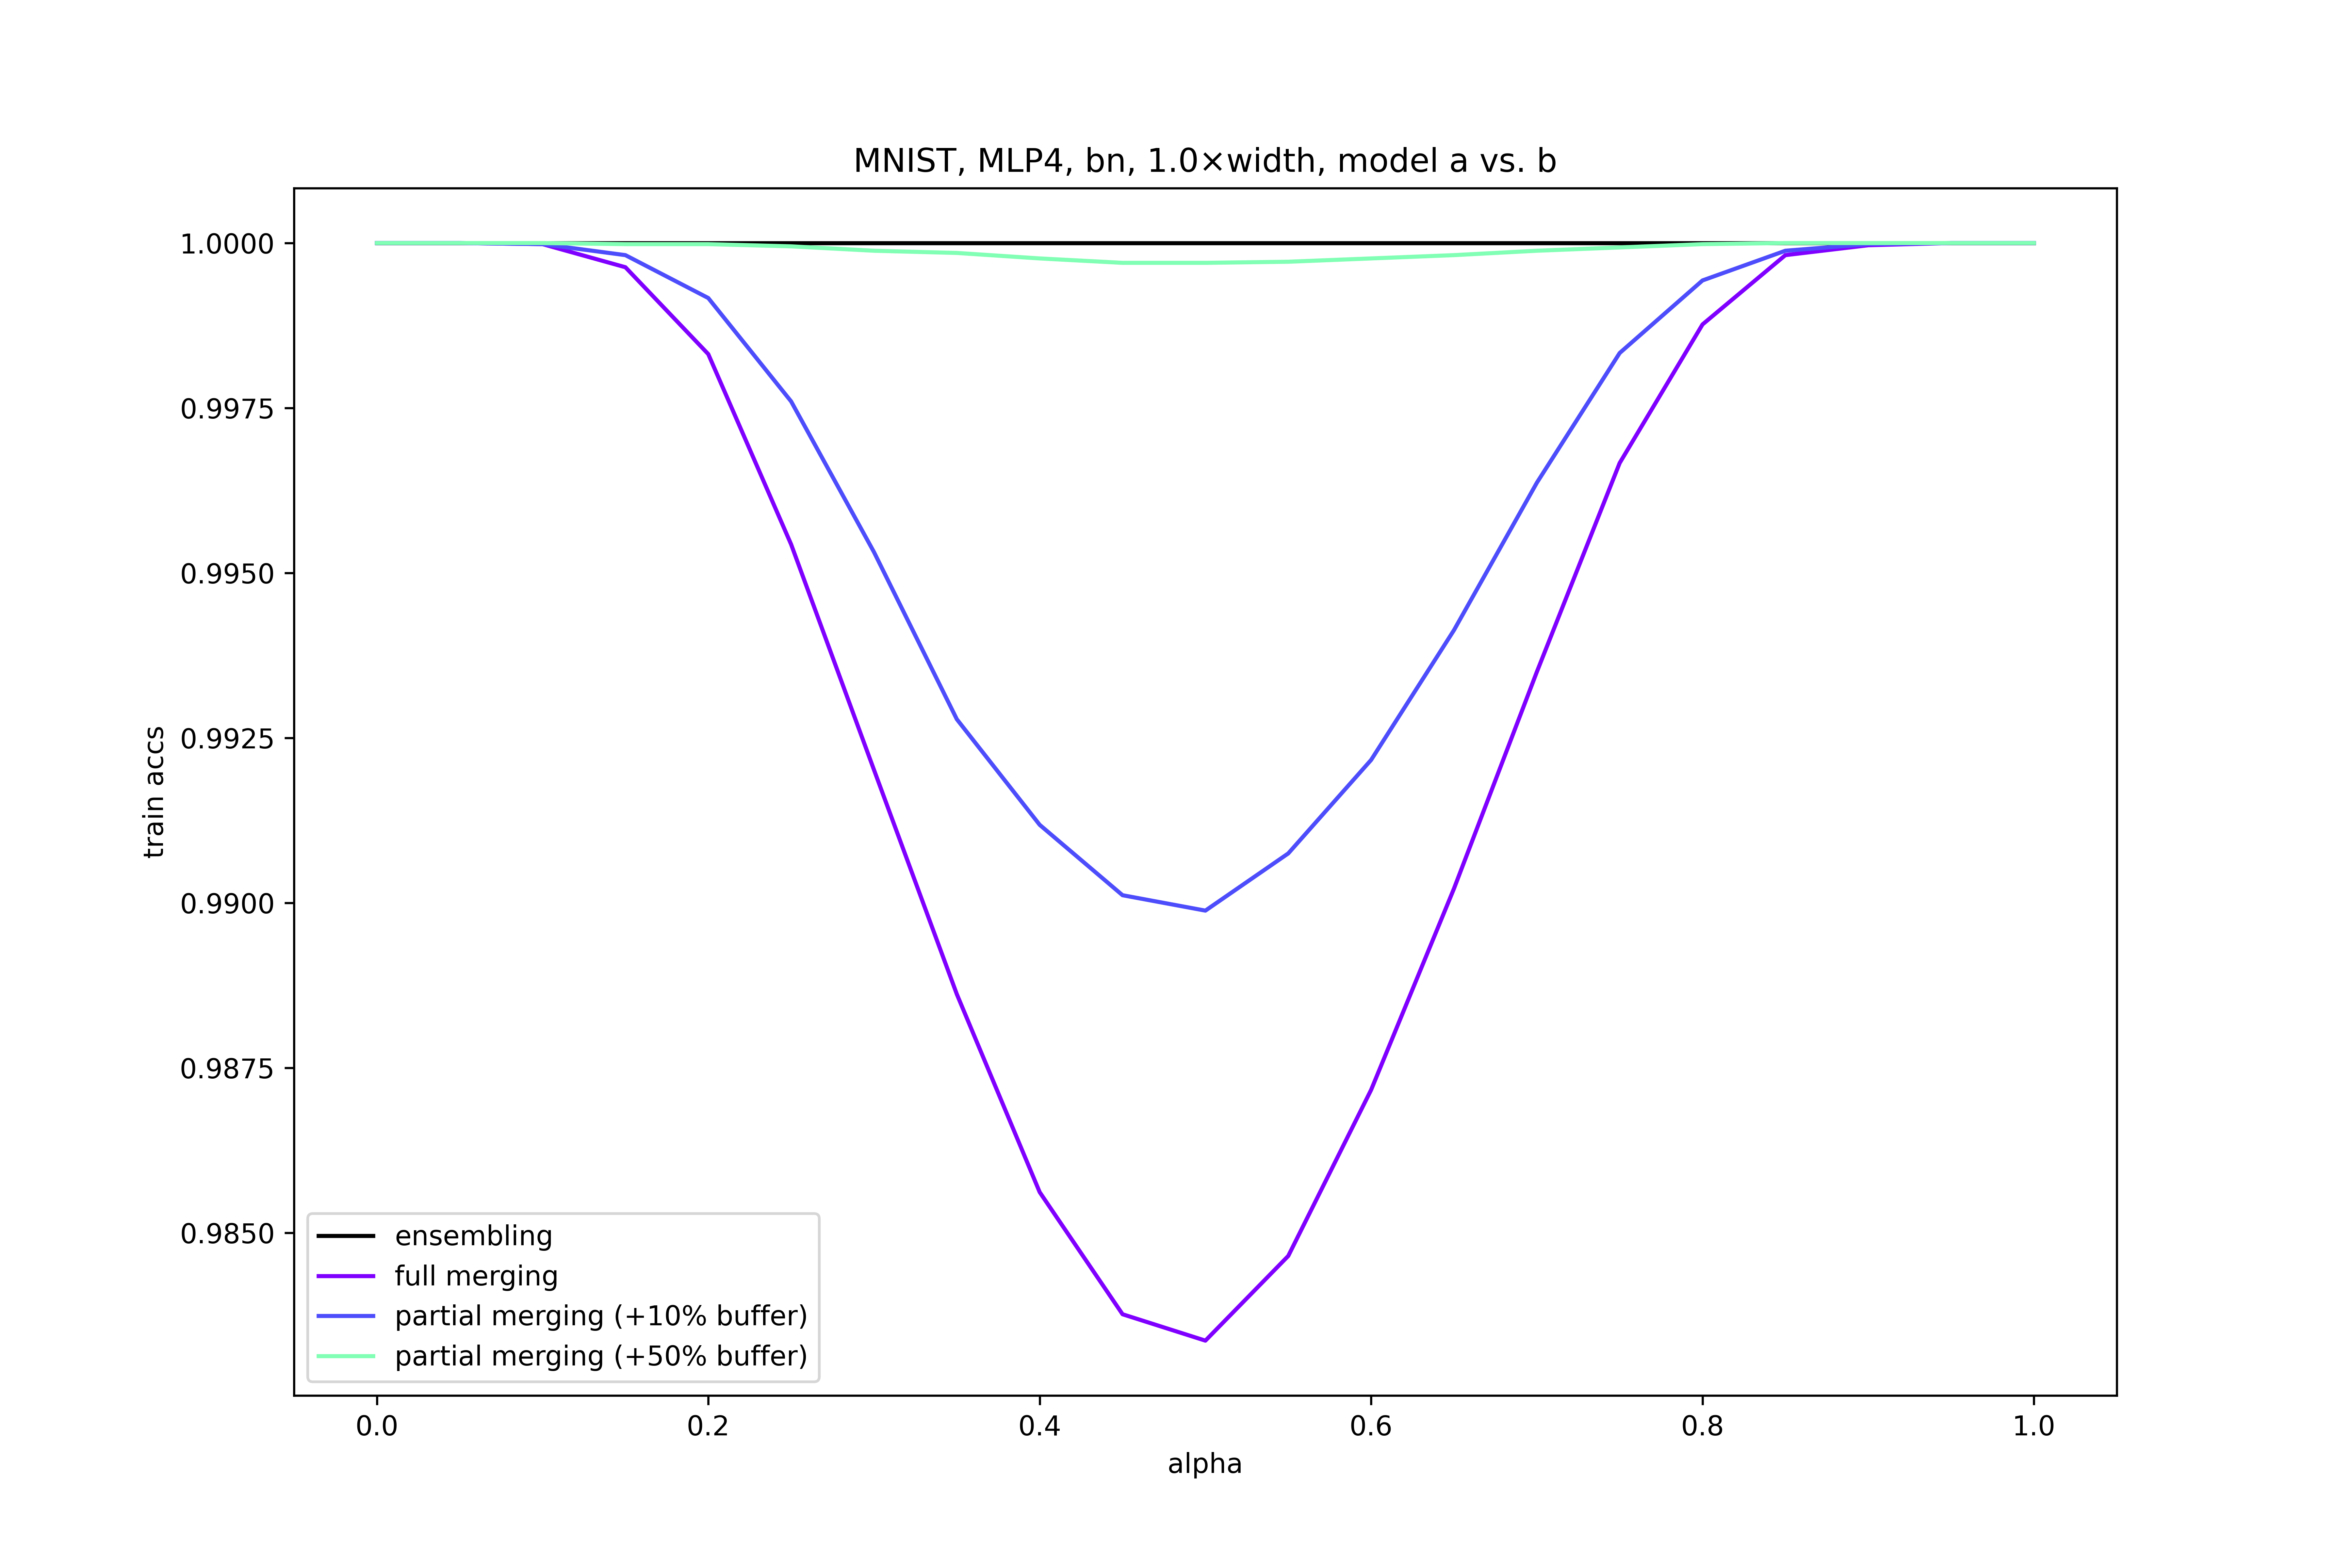 MNIST, MLP4, bn, 1.0×width, model a vs. b
1.0000
0.9975
0.9950
0.9925
0.9900
0.9875
0.9850
train accs
ensembling
full merging
partial merging (+10% buffer)
partial merging (+50% buffer)
0.0 0.2 0.4 0.6 0.8 1.0
alpha